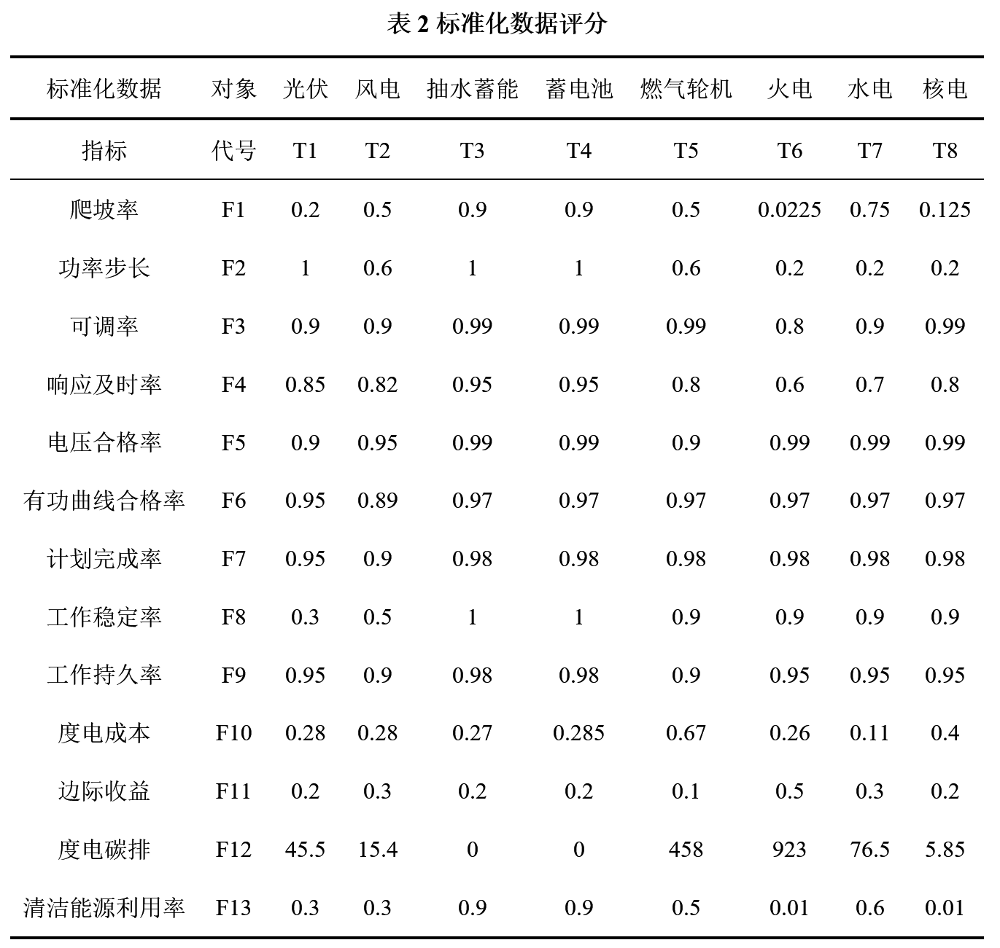 表 2 标准化数据评分
标准化数据 对象 光伏 风电 抽水蓄能 蓄电池 燃气轮机 火电 水电 核电
指标 代号 T1 T2 T3 T4 T5 T6 T7 T8
爬坡率 F1 0.2 0.5 0.9 0.9 0.5 0.0225 0.75 0.125
功率步长 F2 1 0.6 1 1 0.6 0.2 0.2 0.2
可调率 F3 0.9 0.9 0.99 0.99 0.99 0.8 0.9 0.99
响应及时率 F4 0.85 0.82 0.95 0.95 0.8 0.6 0.7 0.8
电压合格率 F5 0.9 0.95 0.99 0.99 0.9 0.99 0.99 0.99
有功曲线合格率 F6 0.95 0.89 0.97 0.97 0.97 0.97 0.97 0.97
计划完成率 F7 0.95 0.9 0.98 0.98 0.98 0.98 0.98 0.98
工作稳定率 F8 0.3 0.5 1 1 0.9 0.9 0.9 0.9
工作持久率 F9 0.95 0.9 0.98 0.98 0.9 0.95 0.95 0.95
度电成本 F10 0.28 0.28 0.27 0.285 0.67 0.26 0.11 0.4
边际收益 F11 0.2 0.3 0.2 0.2 0.1 0.5 0.3 0.2
度电碳排 F12 45.5 15.4 0 0 458 923 76.5 5.85
清洁能源利用率 F13 0.3 0.3 0.9 0.9 0.5 0.01 0.6 0.01